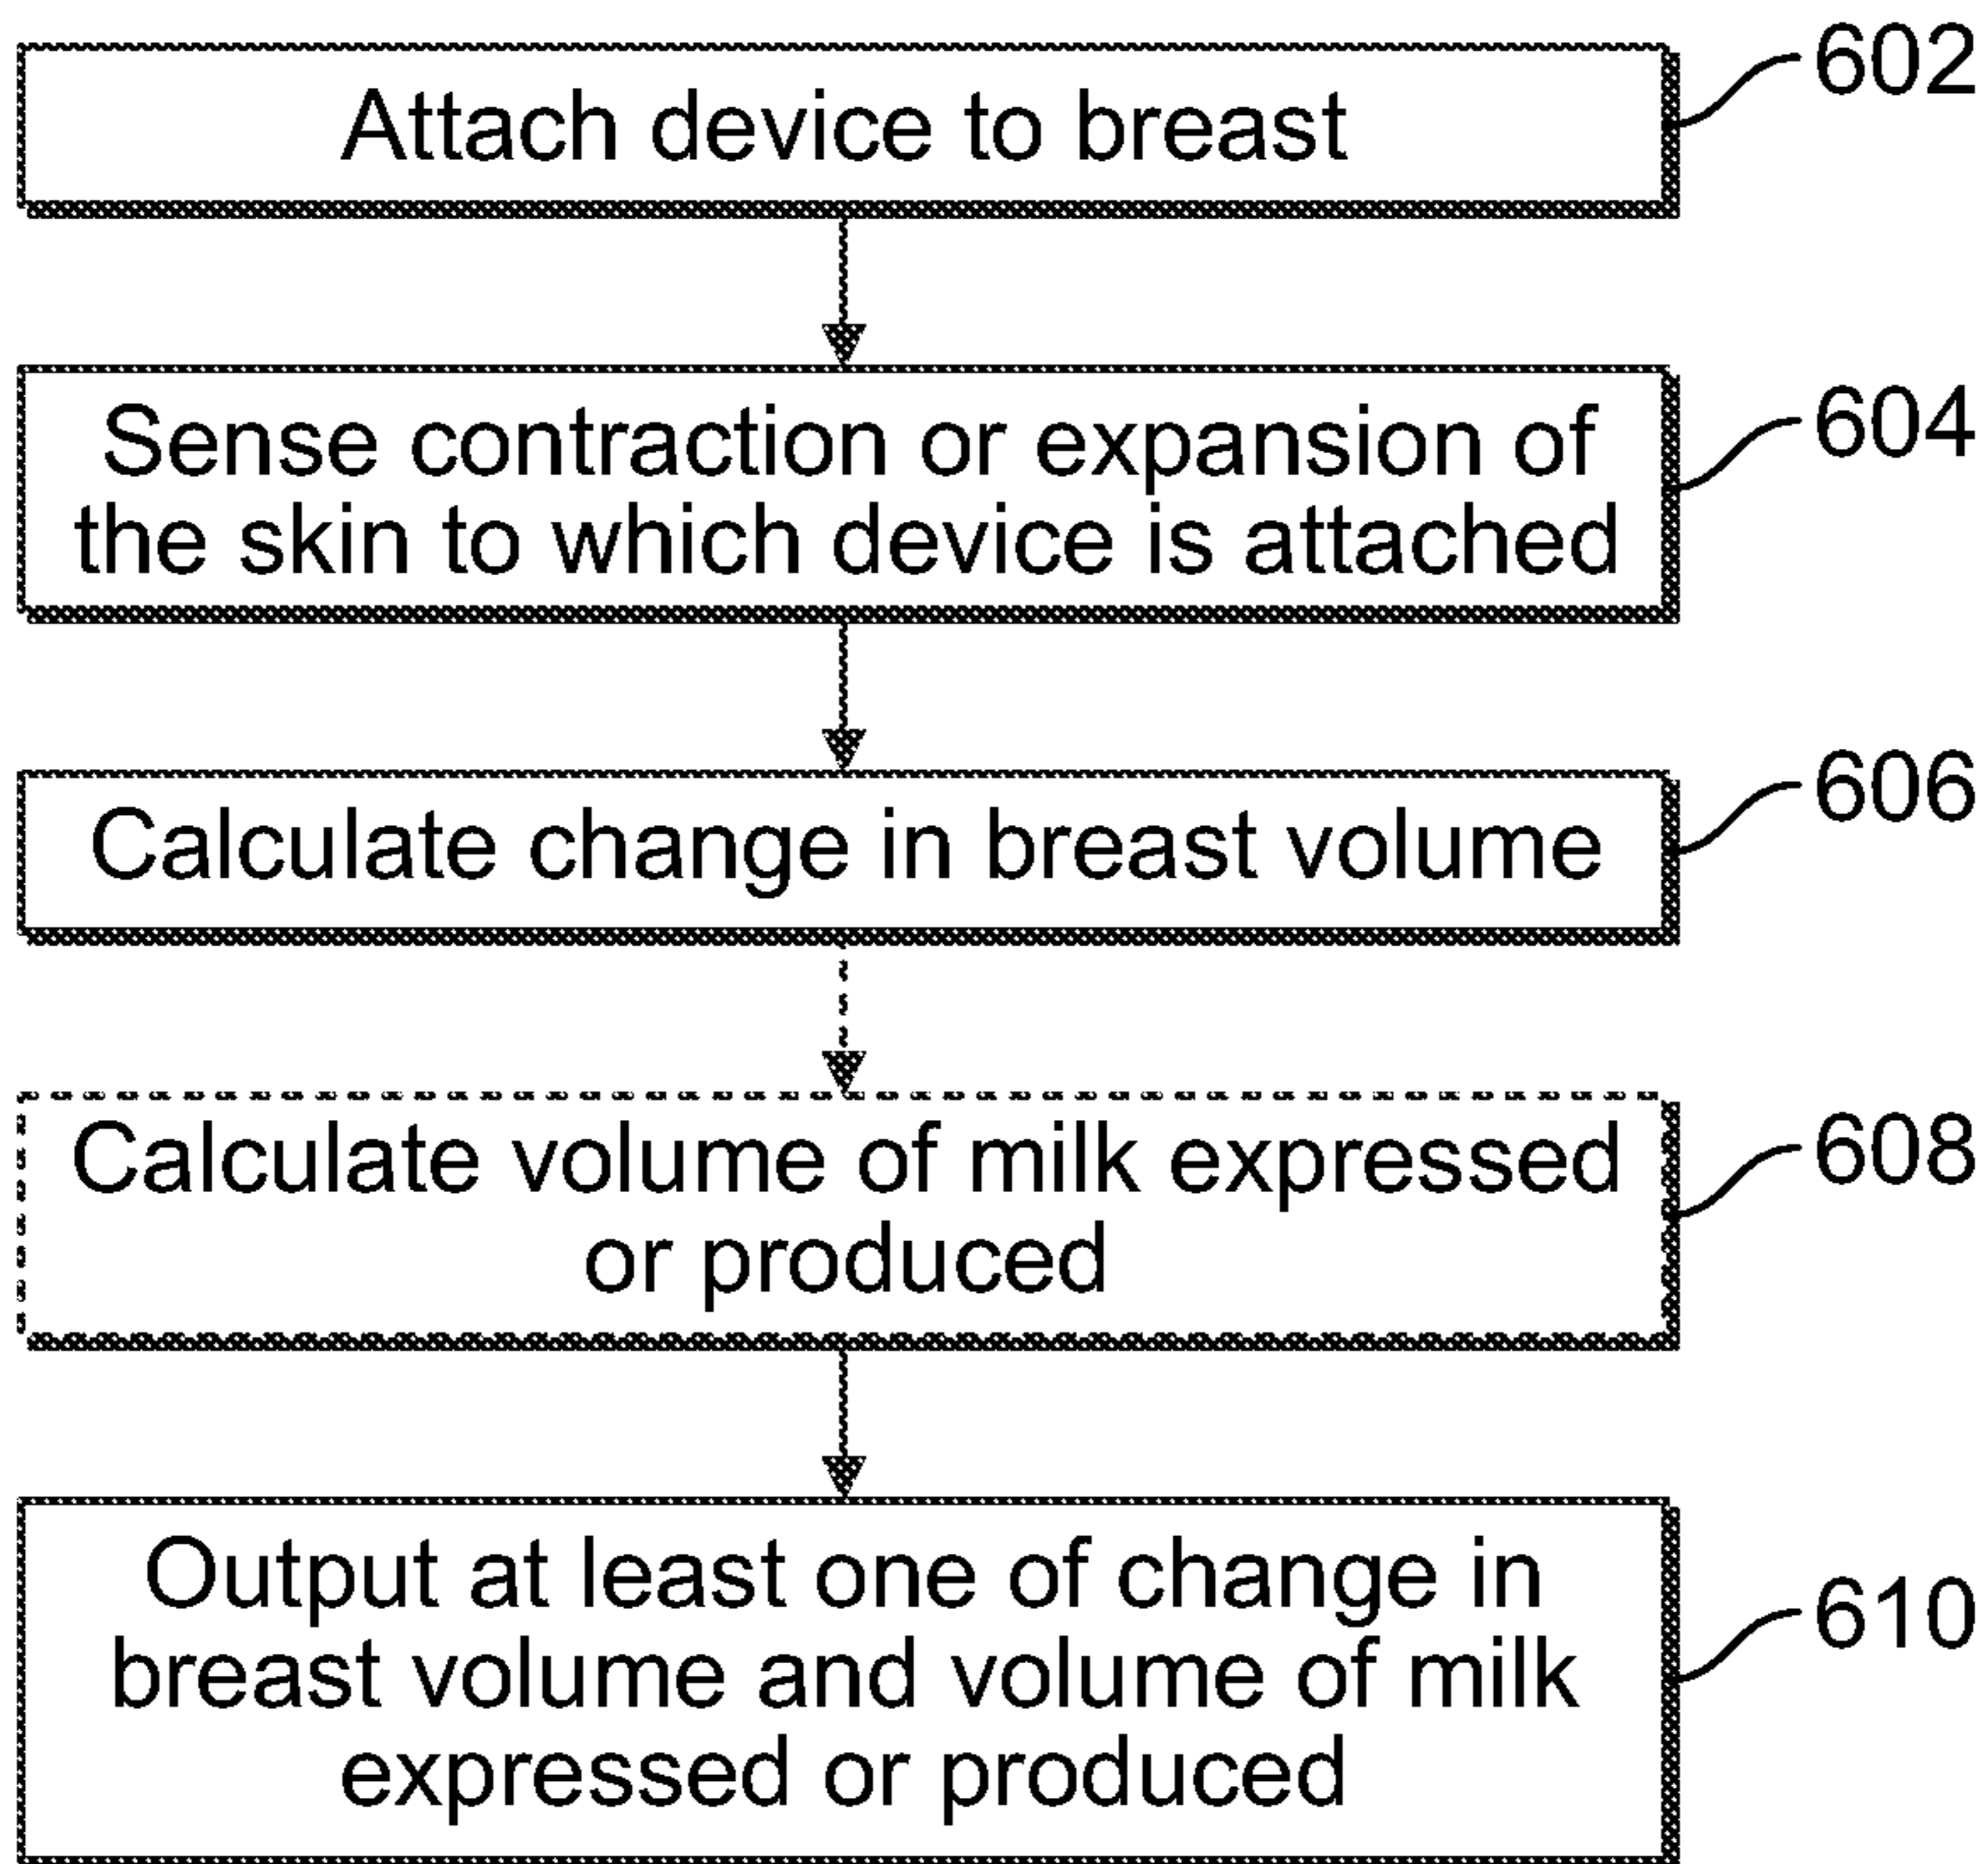 602
Attach device to breast
604
Sense contraction or expansion of
the skin to which device is attached
606
Calculate change in breast volume
608
Calculate volume of milk expressed
or produced
610
Output at least one of change in
breast volume and volume of milk
expressed or produced